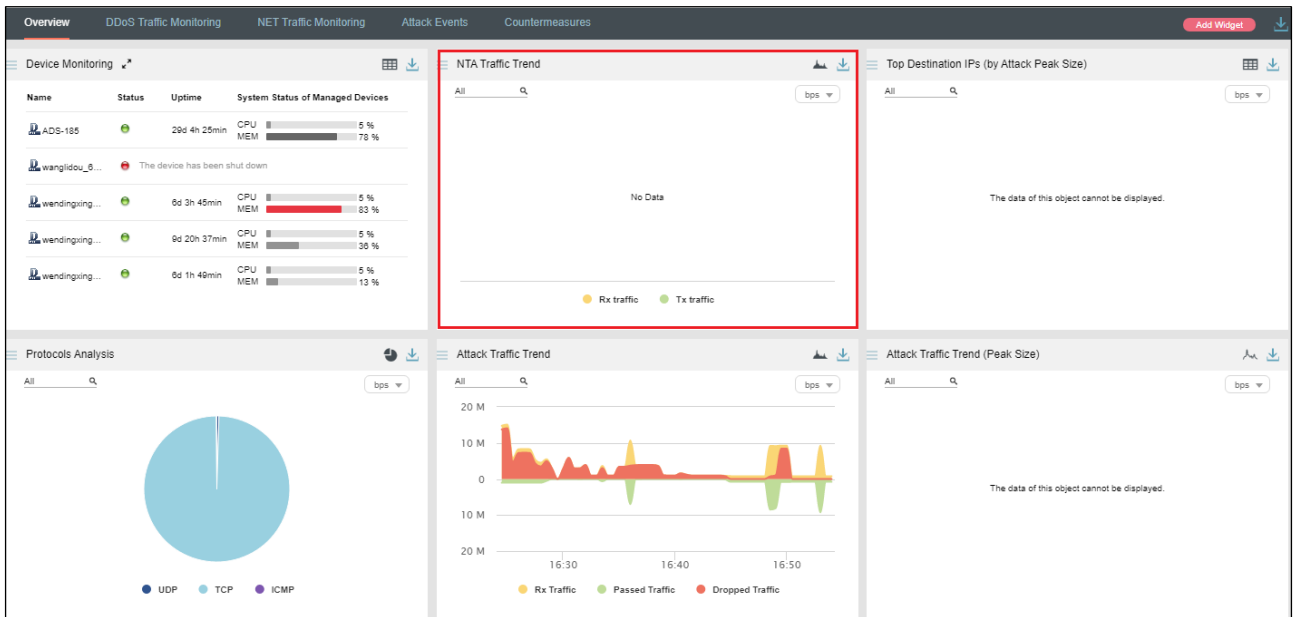 Overview DDoS Traffic Monitoring NET Traffic Monitoring Attack Events Countermeasures Add Widget
Device Monitoring
Name Status Uptime System Status of Managed Devices
ADS-185 29d 4h 25min CPU 5 %
MEM 78 %
wanglidou_6... The device has been shut down
wendingxing... 6d 3h 45min CPU 5 %
MEM 83 %
wendingxing... 9d 20h 37min CPU 5 %
MEM 36 %
wendingxing... 6d 1h 49min CPU 5 %
MEM 13 %
NTA Traffic Trend
All bps
No Data
Rx traffic Tx traffic
Top Destination IPs (by Attack Peak Size)
All bps
The data of this object cannot be displayed.
Protocols Analysis
All bps
UDP TCP ICMP
Attack Traffic Trend
All bps
20 M
10 M
0
10 M
20 M
16:30 16:40 16:50
Rx Traffic Passed Traffic Dropped Traffic
Attack Traffic Trend (Peak Size)
All bps
The data of this object cannot be displayed.